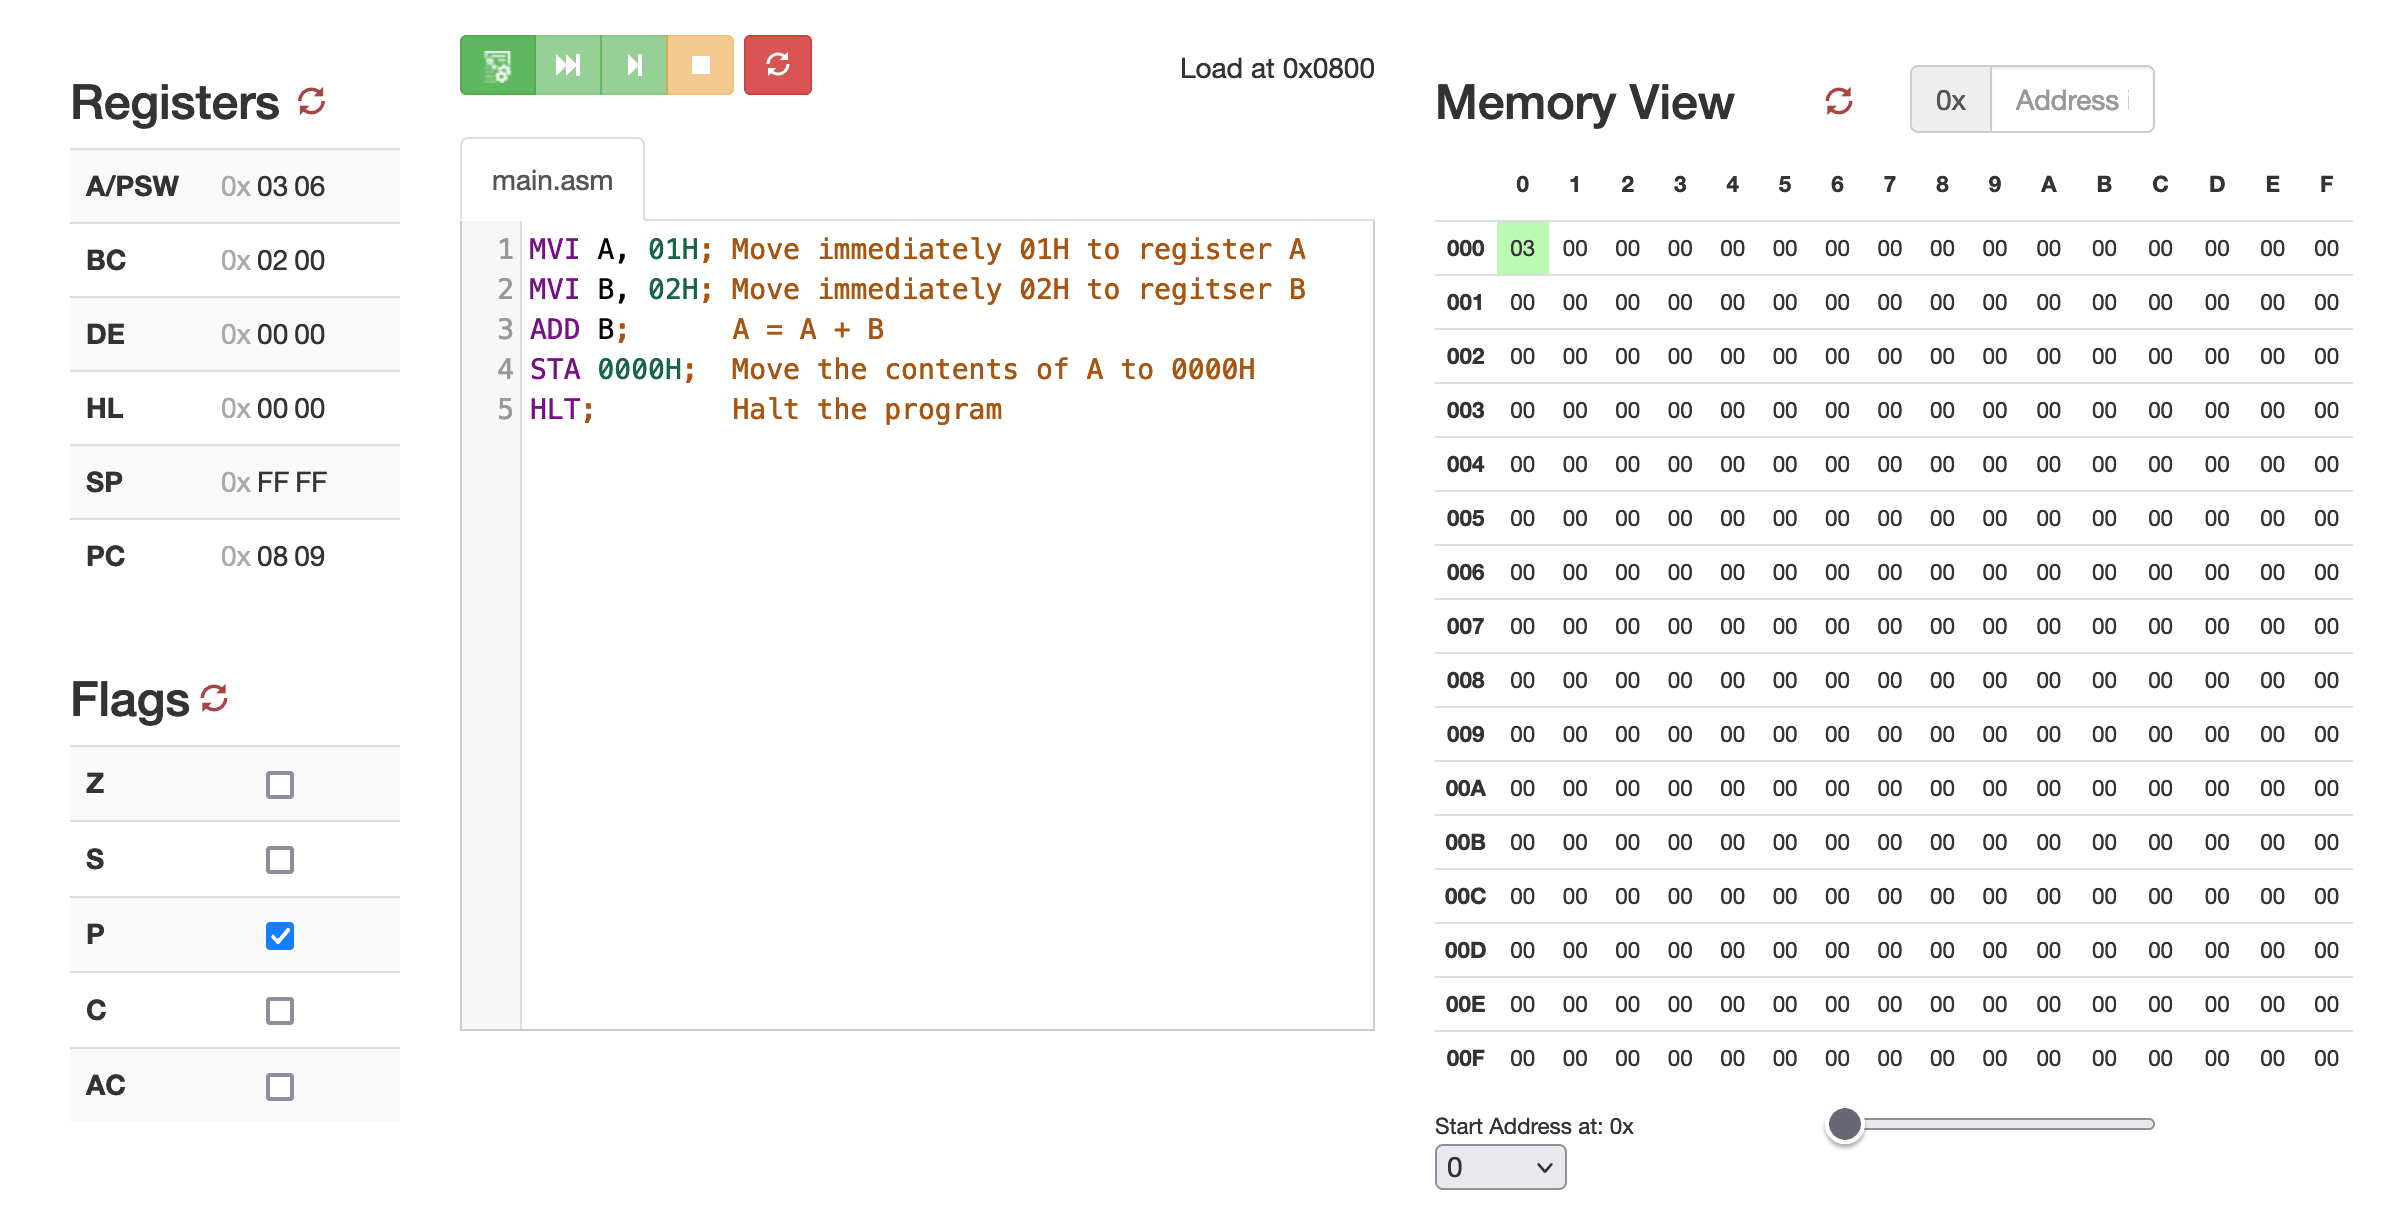 Load at 0x0800
Registers
A/PSW 0x 03 06
BC 0x 02 00
DE 0x 00 00
HL 0x 00 00
SP 0x FF FF
PC 0x 08 09
Flags
Z
S
P
C
AC
main.asm
1 MVI A, 01H; Move immediately 01H to register A
2 MVI B, 02H; Move immediately 02H to regitser B
3 ADD B; A = A + B
4 STA 0000H; Move the contents of A to 0000H
5 HLT; Halt the program
Memory View 0x Address
0 1 2 3 4 5 6 7 8 9 A B C D E F
000 03 00 00 00 00 00 00 00 00 00 00 00 00 00 00 00
001 00 00 00 00 00 00 00 00 00 00 00 00 00 00 00 00
002 00 00 00 00 00 00 00 00 00 00 00 00 00 00 00 00
003 00 00 00 00 00 00 00 00 00 00 00 00 00 00 00 00
004 00 00 00 00 00 00 00 00 00 00 00 00 00 00 00 00
005 00 00 00 00 00 00 00 00 00 00 00 00 00 00 00 00
006 00 00 00 00 00 00 00 00 00 00 00 00 00 00 00 00
007 00 00 00 00 00 00 00 00 00 00 00 00 00 00 00 00
008 00 00 00 00 00 00 00 00 00 00 00 00 00 00 00 00
009 00 00 00 00 00 00 00 00 00 00 00 00 00 00 00 00
00A 00 00 00 00 00 00 00 00 00 00 00 00 00 00 00 00
00B 00 00 00 00 00 00 00 00 00 00 00 00 00 00 00 00
00C 00 00 00 00 00 00 00 00 00 00 00 00 00 00 00 00
00D 00 00 00 00 00 00 00 00 00 00 00 00 00 00 00 00
00E 00 00 00 00 00 00 00 00 00 00 00 00 00 00 00 00
00F 00 00 00 00 00 00 00 00 00 00 00 00 00 00 00 00
Start Address at: 0x
0